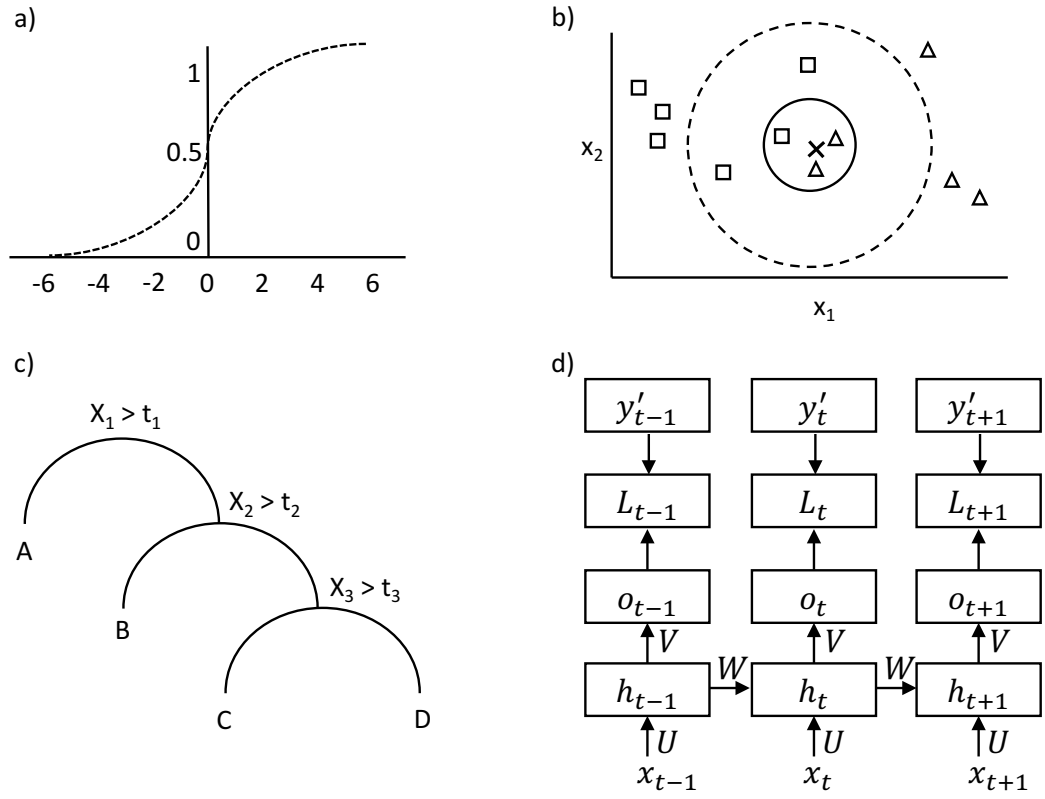 a)
1
0.5
0
-6 -4 -2 0 2 4 6
b)
x₂
x₁
c)
X₁ > t₁
X₂ > t₂
A
X₃ > t₃
B
C D
d)
y′ₜ₋₁ y′ₜ y′ₜ₊₁
Lₜ₋₁ Lₜ Lₜ₊₁
oₜ₋₁ oₜ oₜ₊₁
V V V
W W
hₜ₋₁ hₜ hₜ₊₁
U U U
xₜ₋₁ xₜ xₜ₊₁